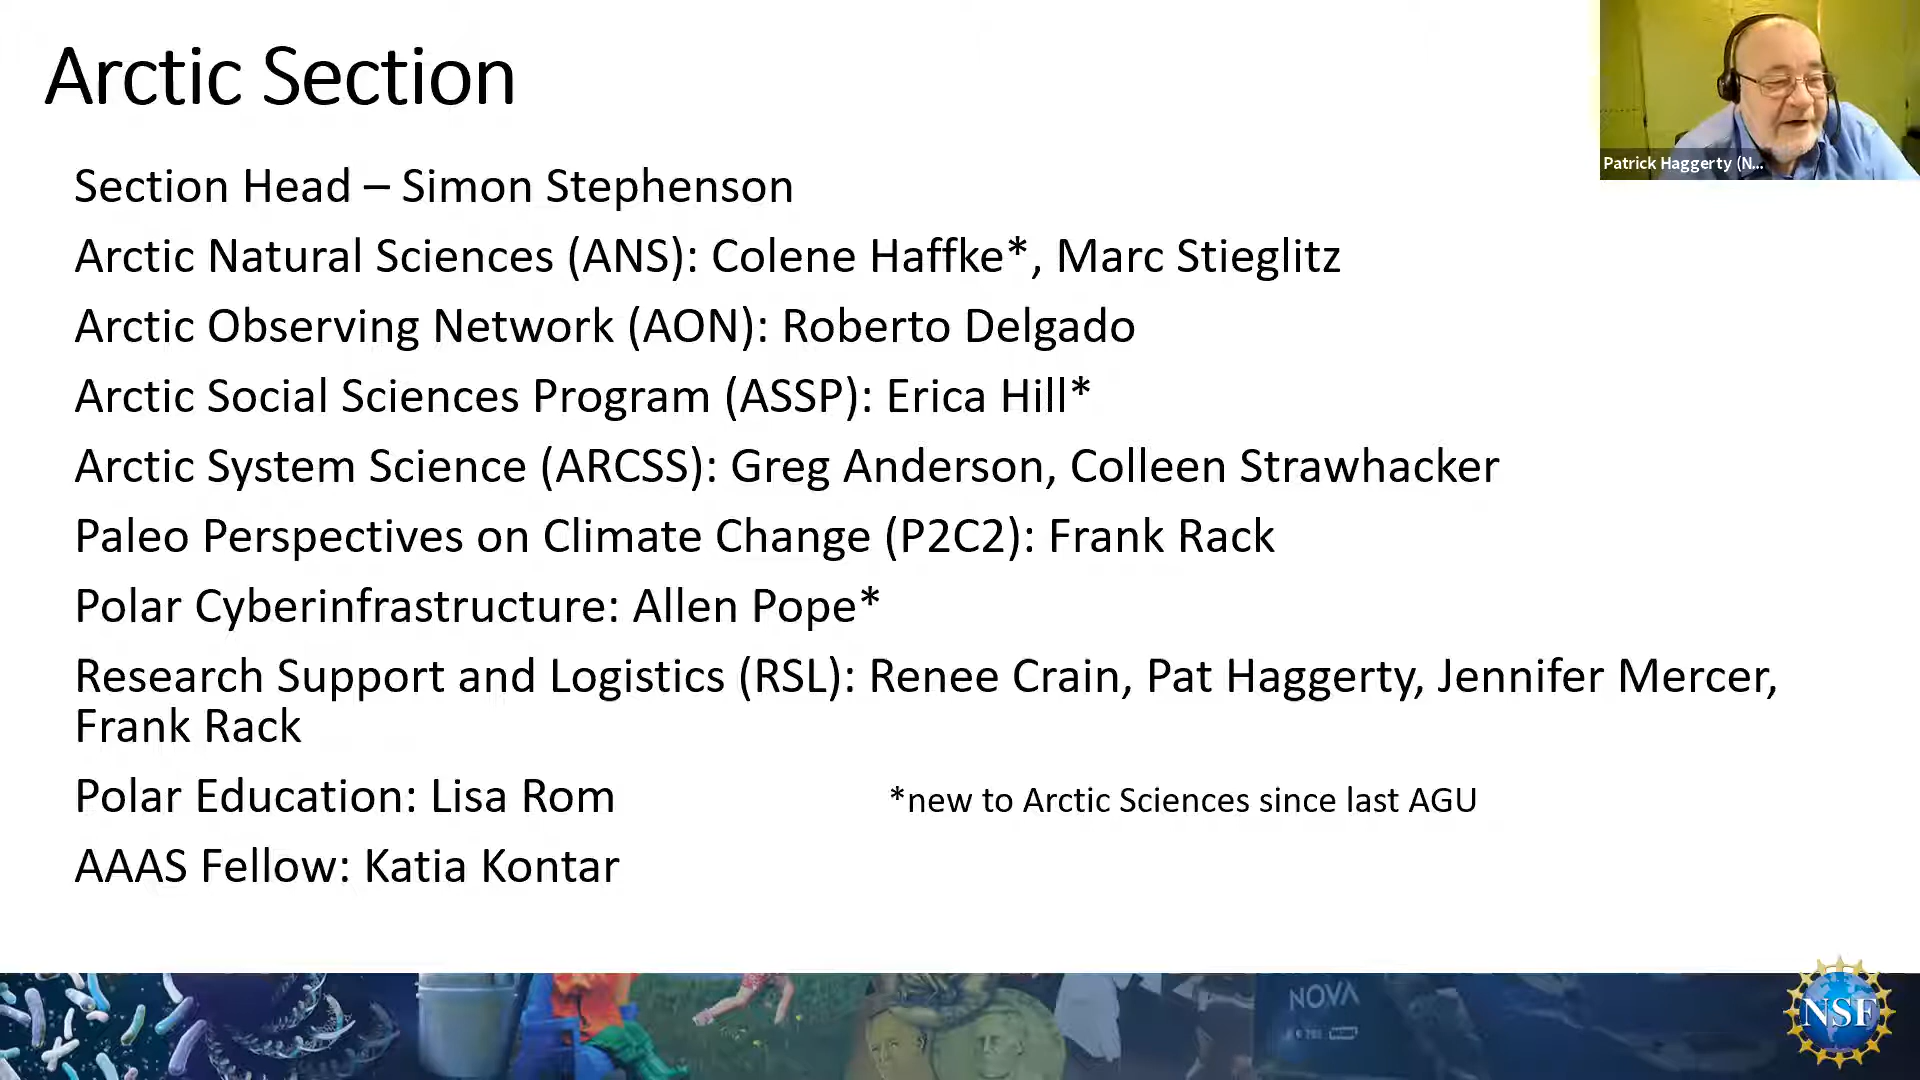 Arctic Section
Patrick Haggerty (N...
Section Head – Simon Stephenson
Arctic Natural Sciences (ANS): Colene Haffke*, Marc Stieglitz
Arctic Observing Network (AON): Roberto Delgado
Arctic Social Sciences Program (ASSP): Erica Hill*
Arctic System Science (ARCSS): Greg Anderson, Colleen Strawhacker
Paleo Perspectives on Climate Change (P2C2): Frank Rack
Polar Cyberinfrastructure: Allen Pope*
Research Support and Logistics (RSL): Renee Crain, Pat Haggerty, Jennifer Mercer,
Frank Rack
Polar Education: Lisa Rom
*new to Arctic Sciences since last AGU
AAAS Fellow: Katia Kontar
NOVA
NSF